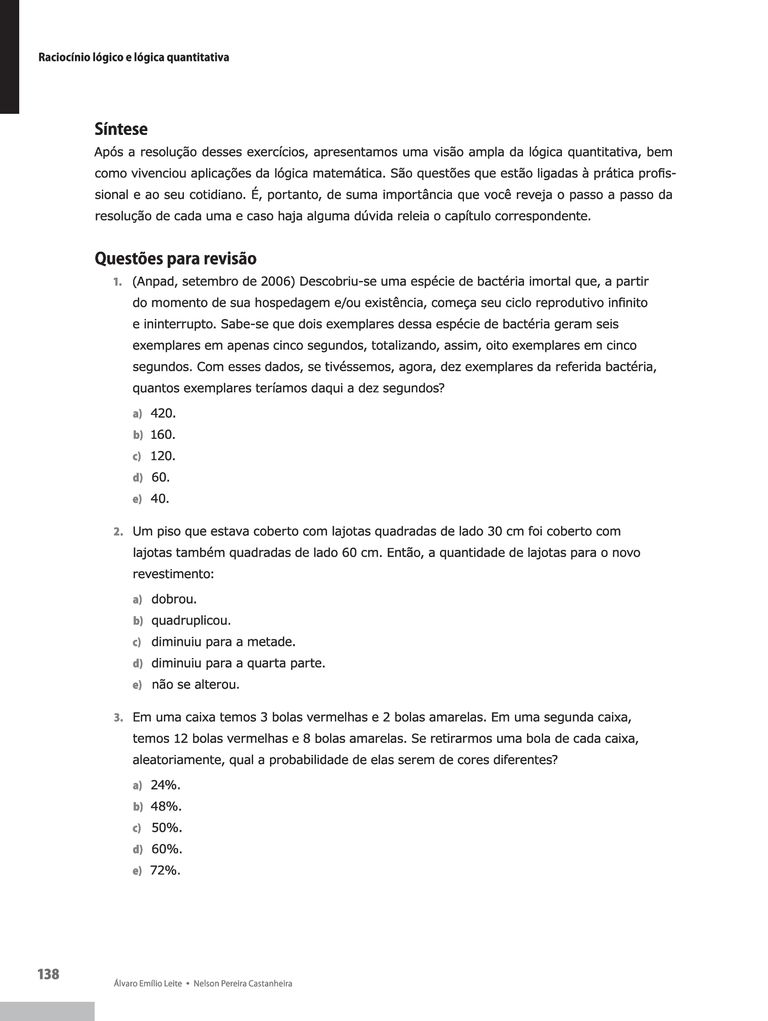 Raciocínio lógico e lógica quantitativa
Síntese
Após a resolução desses exercícios, apresentamos uma visão ampla da lógica quantitativa, bem
como vivenciou aplicações da lógica matemática. São questões que estão ligadas à prática profis-
sional e ao seu cotidiano. É, portanto, de suma importância que você reveja o passo a passo da
resolução de cada uma e caso haja alguma dúvida releia o capítulo correspondente.
Questões para revisão
1. (Anpad, setembro de 2006) Descobriu-se uma espécie de bactéria imortal que, a partir
do momento de sua hospedagem e/ou existência, começa seu ciclo reprodutivo infinito
e ininterrupto. Sabe-se que dois exemplares dessa espécie de bactéria geram seis
exemplares em apenas cinco segundos, totalizando, assim, oito exemplares em cinco
segundos. Com esses dados, se tivéssemos, agora, dez exemplares da referida bactéria,
quantos exemplares teríamos daqui a dez segundos?
a) 420.
b) 160.
c) 120.
d) 60.
e) 40.
2. Um piso que estava coberto com lajotas quadradas de lado 30 cm foi coberto com
lajotas também quadradas de lado 60 cm. Então, a quantidade de lajotas para o novo
revestimento:
a) dobrou.
b) quadruplicou.
c) diminuiu para a metade.
d) diminuiu para a quarta parte.
e) não se alterou.
3. Em uma caixa temos 3 bolas vermelhas e 2 bolas amarelas. Em uma segunda caixa,
temos 12 bolas vermelhas e 8 bolas amarelas. Se retirarmos uma bola de cada caixa,
aleatoriamente, qual a probabilidade de elas serem de cores diferentes?
a) 24%.
b) 48%.
c) 50%.
d) 60%.
e) 72%.
138
Álvaro Emílio Leite • Nelson Pereira Castanheira